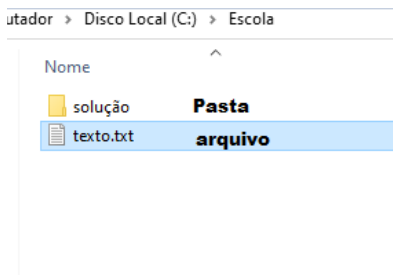 utador > Disco Local (C:) > Escola
Nome
solução Pasta
texto.txt arquivo